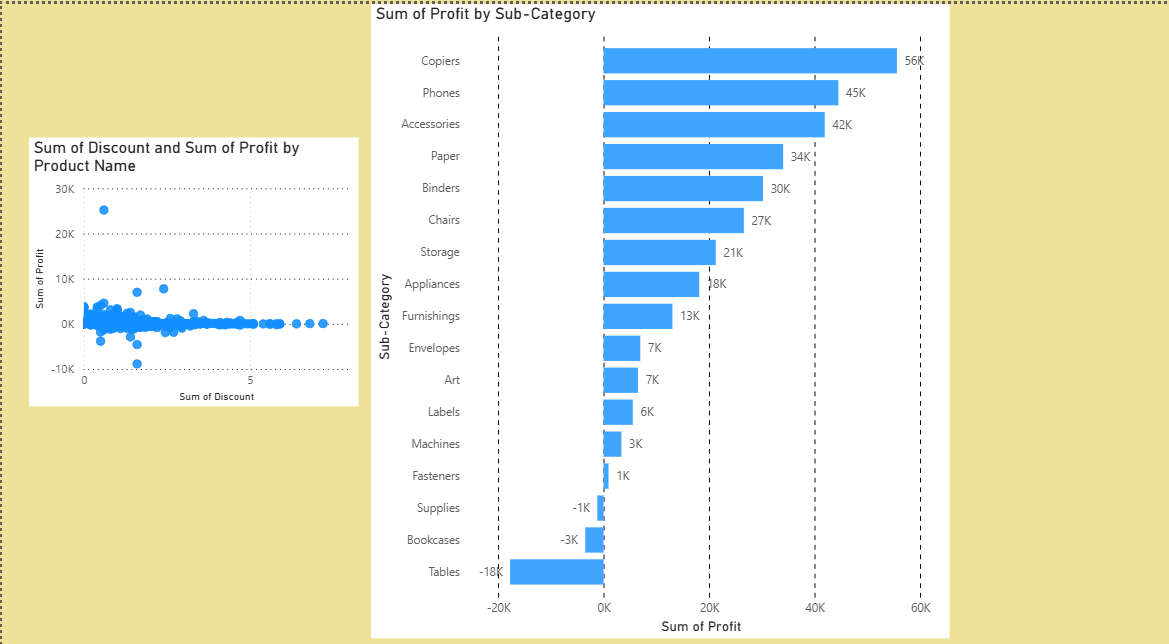 Sum of Discount and Sum of Profit by
Product Name
30K
20K
10K
0K
-10K
0
5
Sum of Profit
Sum of Discount
Sum of Profit by Sub-Category
Sub-Category
Copiers 56K
Phones 45K
Accessories 42K
Paper 34K
Binders 30K
Chairs 27K
Storage 21K
Appliances 18K
Furnishings 13K
Envelopes 7K
Art 7K
Labels 6K
Machines 3K
Fasteners 1K
Supplies -1K
Bookcases -3K
Tables -18K
-20K 0K 20K 40K 60K
Sum of Profit